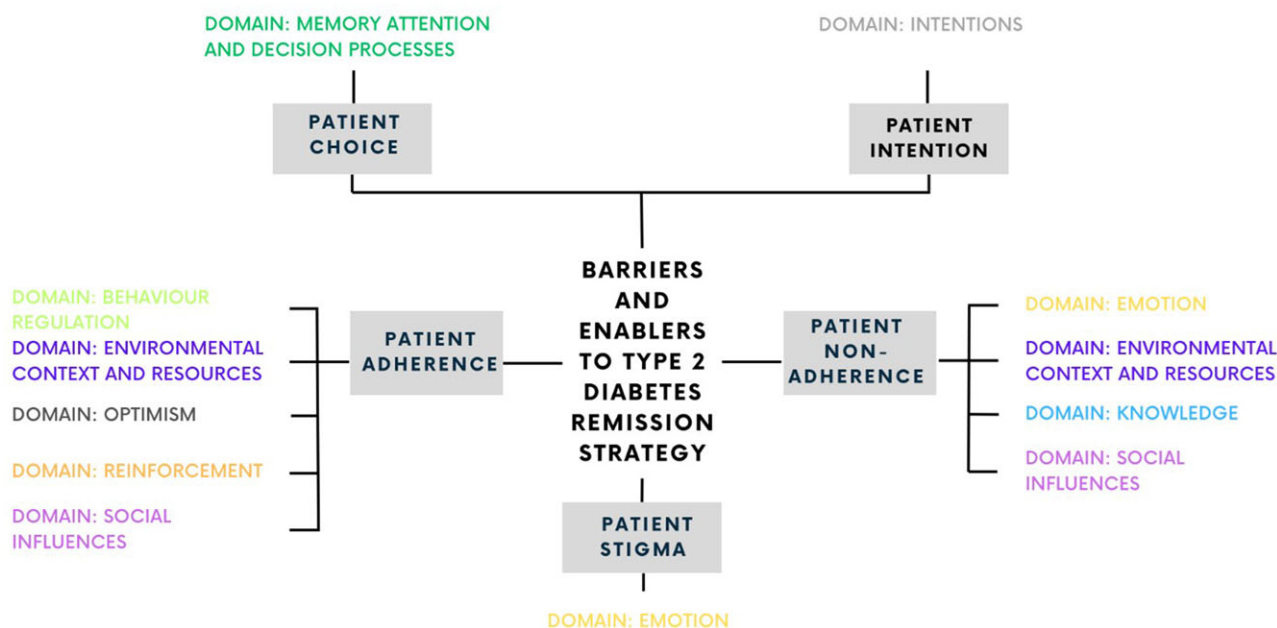 DOMAIN: MEMORY ATTENTION
AND DECISION PROCESSES
DOMAIN: INTENTIONS
PATIENT
CHOICE
PATIENT
INTENTION
BARRIERS
AND
ENABLERS
TO TYPE 2
DIABETES
REMISSION
STRATEGY
DOMAIN: BEHAVIOUR
REGULATION
DOMAIN: ENVIRONMENTAL
CONTEXT AND RESOURCES
DOMAIN: OPTIMISM
DOMAIN: REINFORCEMENT
DOMAIN: SOCIAL
INFLUENCES
PATIENT
ADHERENCE
PATIENT
NON-
ADHERENCE
DOMAIN: EMOTION
DOMAIN: ENVIRONMENTAL
CONTEXT AND RESOURCES
DOMAIN: KNOWLEDGE
DOMAIN: SOCIAL
INFLUENCES
PATIENT
STIGMA
DOMAIN: EMOTION